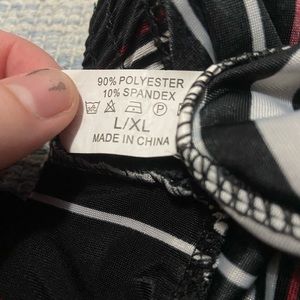 90% POLYESTER
10% SPANDEX
L/XL
MADE IN CHINA